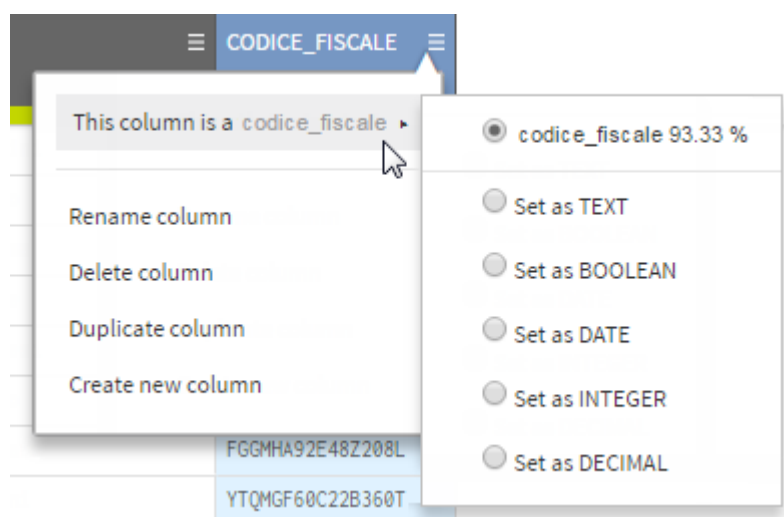 CODICE_FISCALE
This column is a codice_fiscale
codice_fiscale 93.33 %
Set as TEXT
Set as BOOLEAN
Set as DATE
Set as INTEGER
Set as DECIMAL
Rename column
Delete column
Duplicate column
Create new column
FGGMHA92E48Z208L
YTQMGF60C22B360T